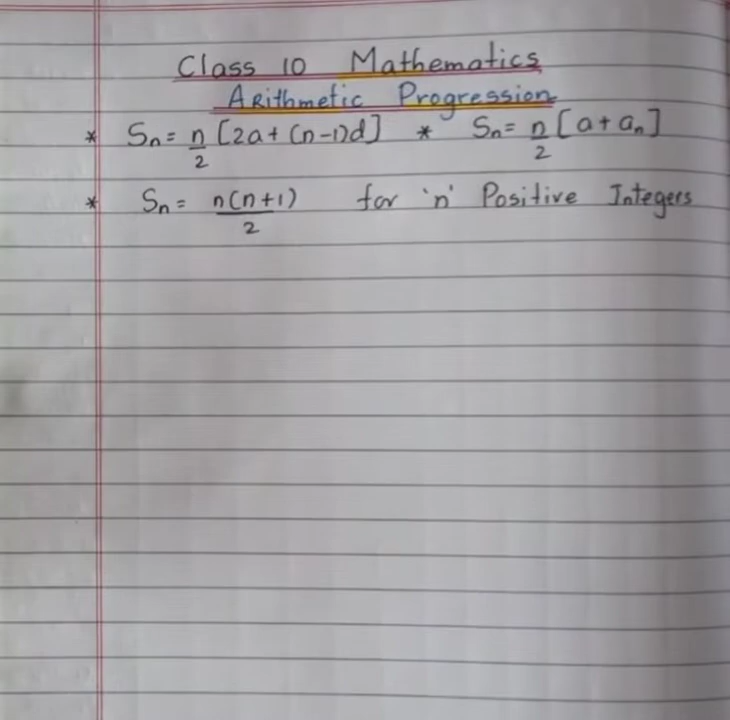 Class 10 Mathematics
Arithmetic Progression
* Sn = n/2 [2a + (n-1)d] * Sn = n/2 [a + an]
* Sn = n(n+1)/2 for 'n' Positive Integers